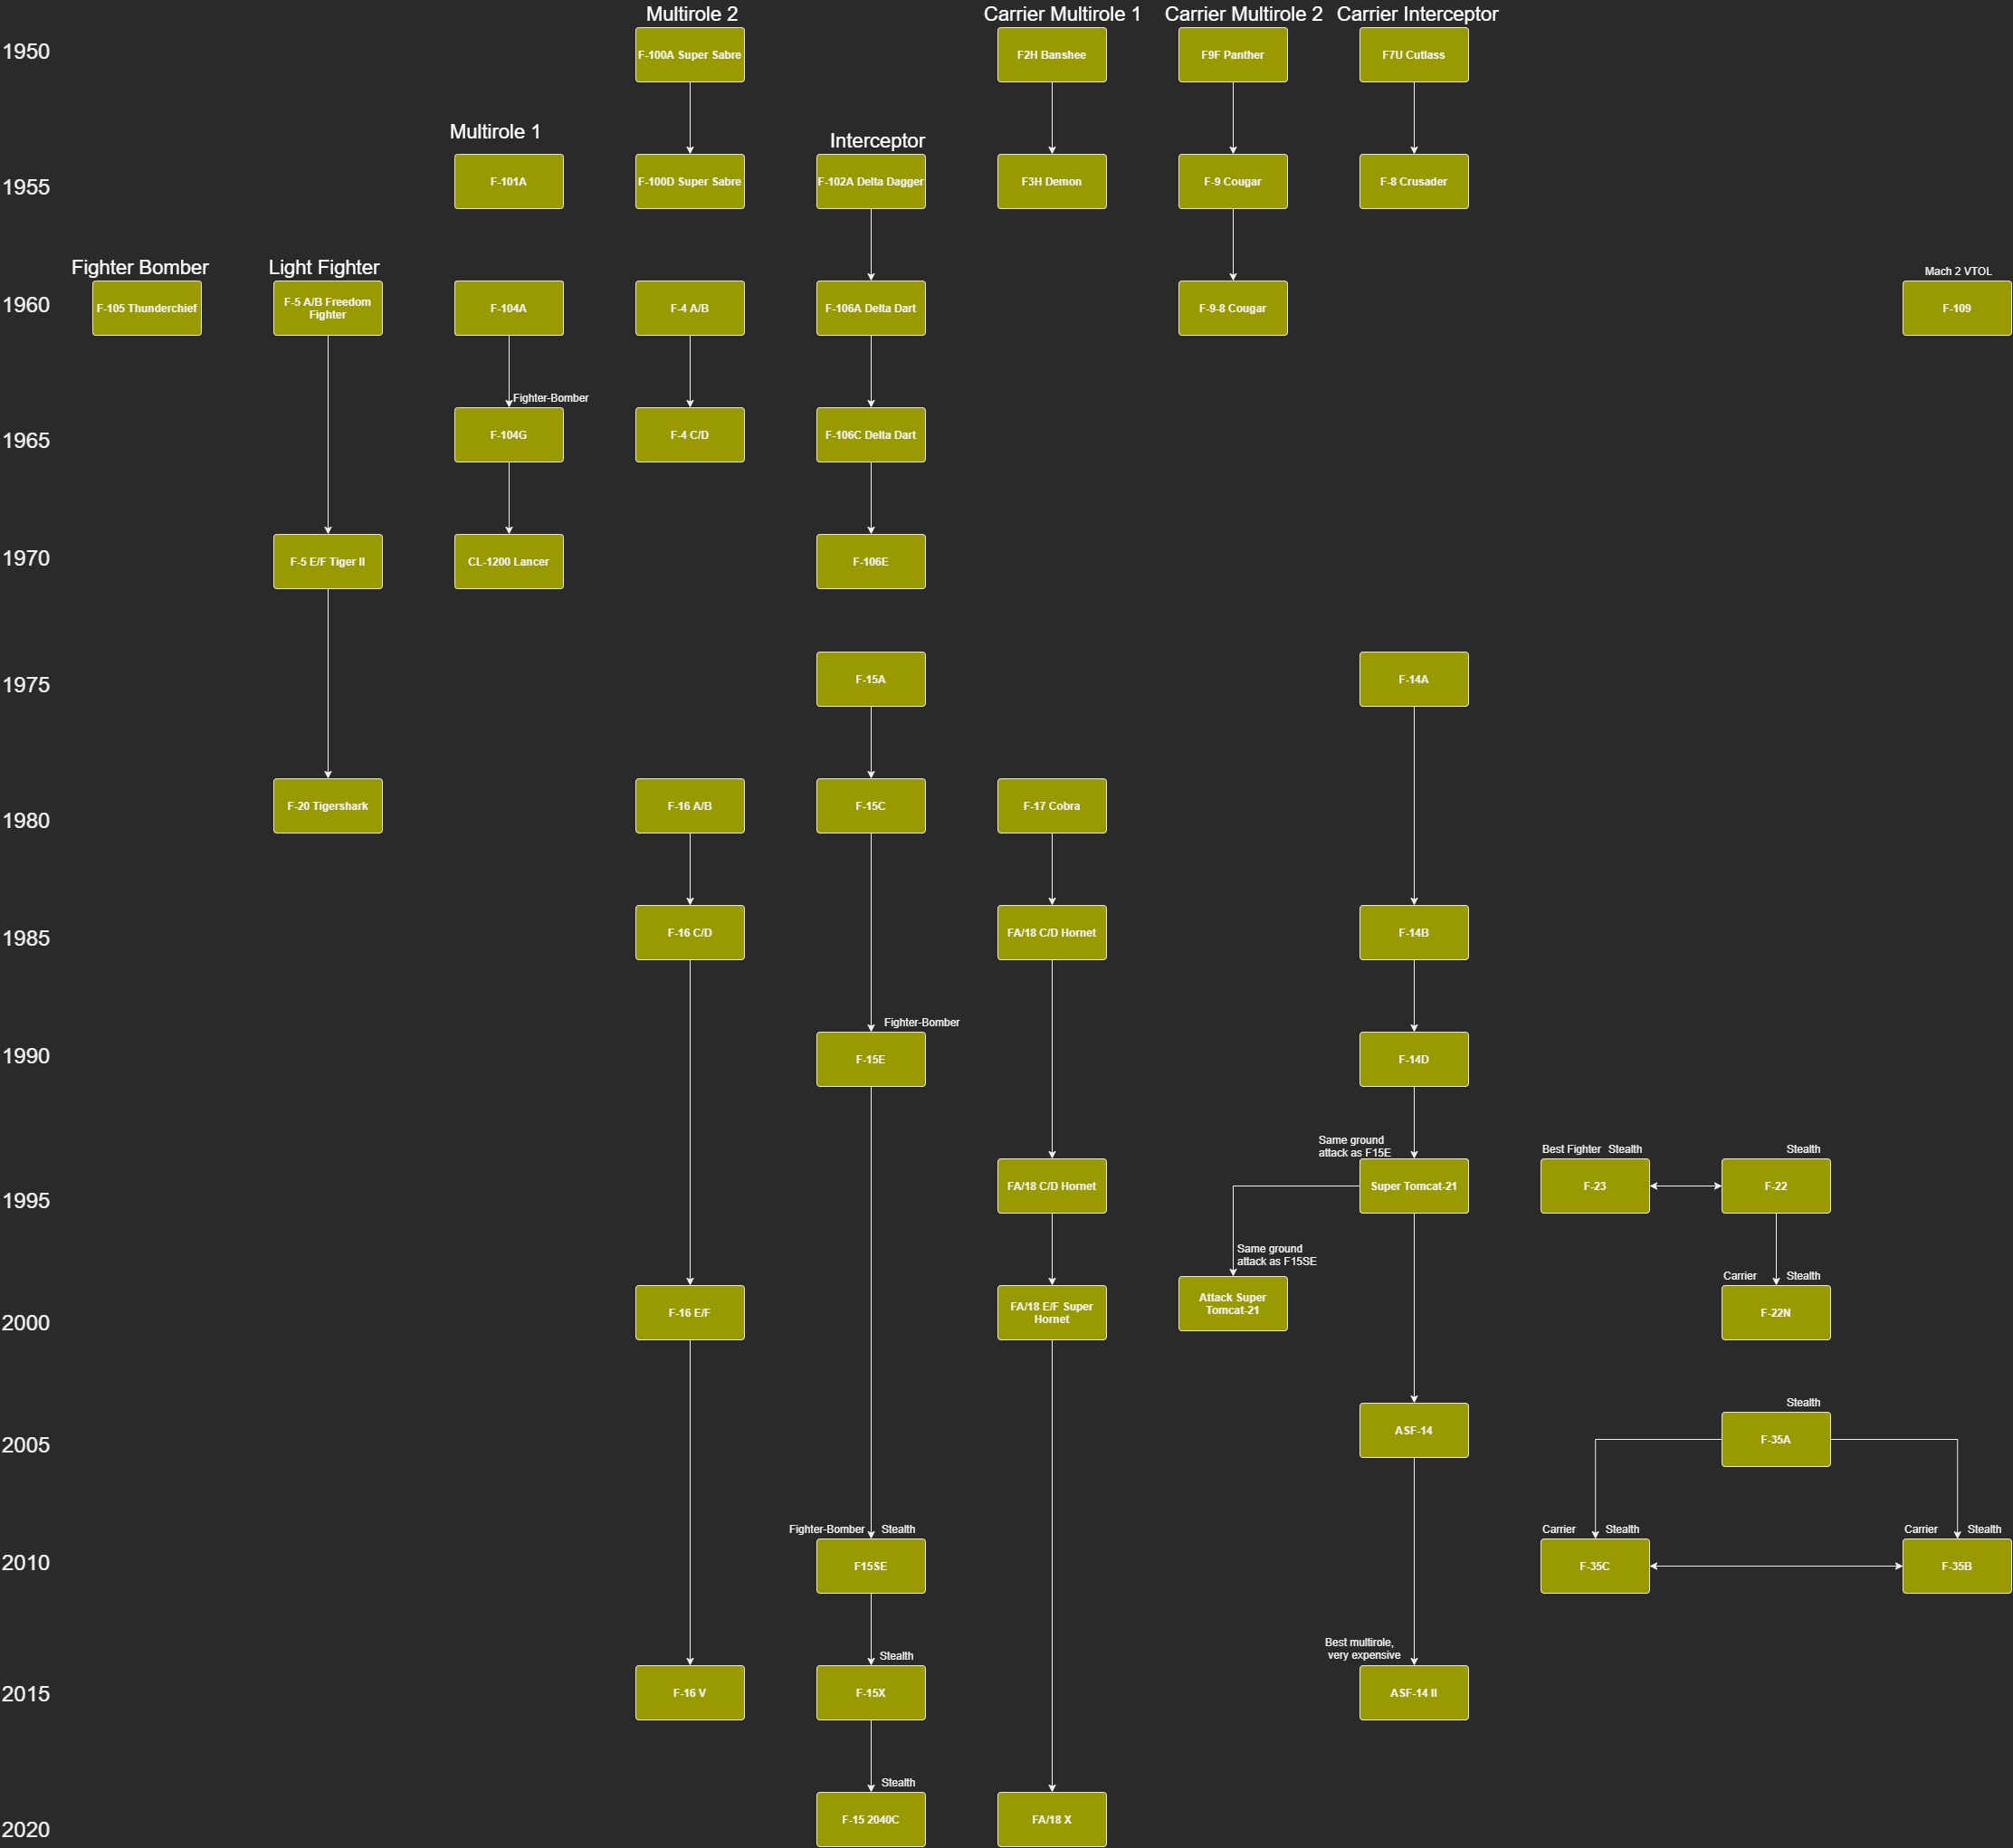 Multirole 2
Carrier Multirole 1
Carrier Multirole 2
Carrier Interceptor
1950
F-100A Super Sabre
F2H Banshee
F9F Panther
F7U Cutlass
Multirole 1
Interceptor
1955
F-101A
F-100D Super Sabre
F-102A Delta Dagger
F3H Demon
F-9 Cougar
F-8 Crusader
Fighter Bomber
Light Fighter
Mach 2 VTOL
1960
F-105 Thunderchief
F-5 A/B Freedom
Fighter
F-104A
F-4 A/B
F-106A Delta Dart
F-9-8 Cougar
F-109
Fighter-Bomber
1965
F-104G
F-4 C/D
F-106C Delta Dart
1970
F-5 E/F Tiger II
CL-1200 Lancer
F-106E
1975
F-15A
F-14A
1980
F-20 Tigershark
F-16 A/B
F-15C
F-17 Cobra
1985
F-16 C/D
FA/18 C/D Hornet
F-14B
Fighter-Bomber
1990
F-15E
F-14D
Same ground
attack as F15E
Best Fighter
Stealth
Stealth
1995
FA/18 C/D Hornet
Super Tomcat-21
F-23
F-22
Same ground
attack as F15SE
Carrier
Stealth
2000
F-16 E/F
FA/18 E/F Super
Hornet
Attack Super
Tomcat-21
F-22N
Stealth
2005
ASF-14
F-35A
Fighter-Bomber
Stealth
Carrier
Stealth
Carrier
Stealth
2010
F15SE
F-35C
F-35B
Best multirole,
very expensive
Stealth
2015
F-16 V
F-15X
ASF-14 II
Stealth
2020
F-15 2040C
FA/18 X